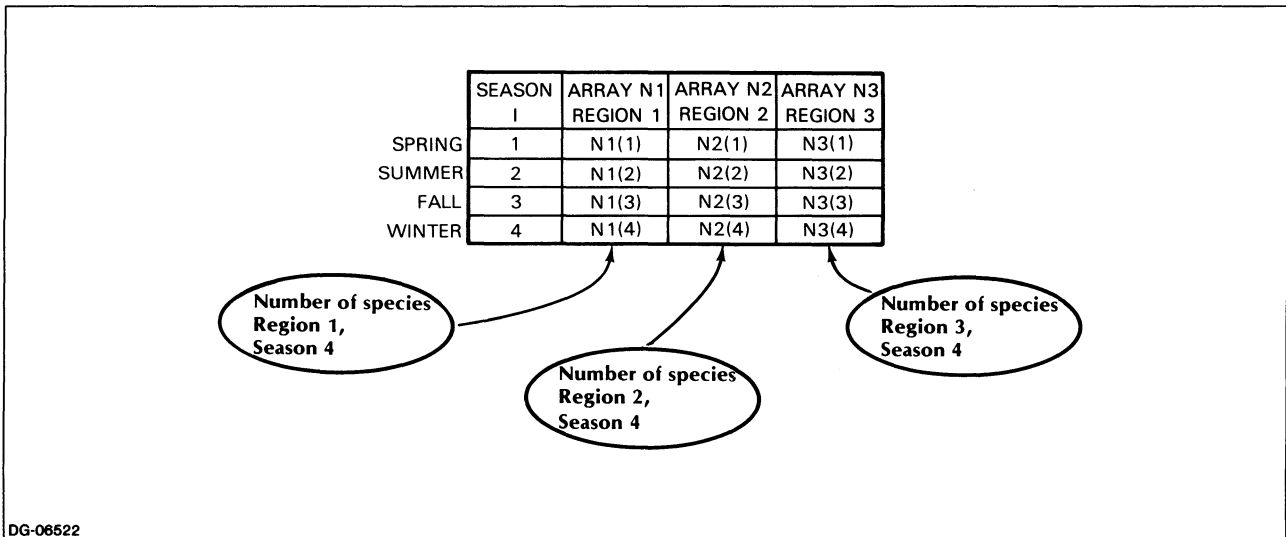 SEASON ARRAY N1 ARRAY N2 ARRAY N3
I REGION 1 REGION 2 REGION 3
SPRING 1 N1(1) N2(1) N3(1)
SUMMER 2 N1(2) N2(2) N3(2)
FALL 3 N1(3) N2(3) N3(3)
WINTER 4 N1(4) N2(4) N3(4)
Number of species
Region 1,
Season 4
Number of species
Region 2,
Season 4
Number of species
Region 3,
Season 4
DG-06522